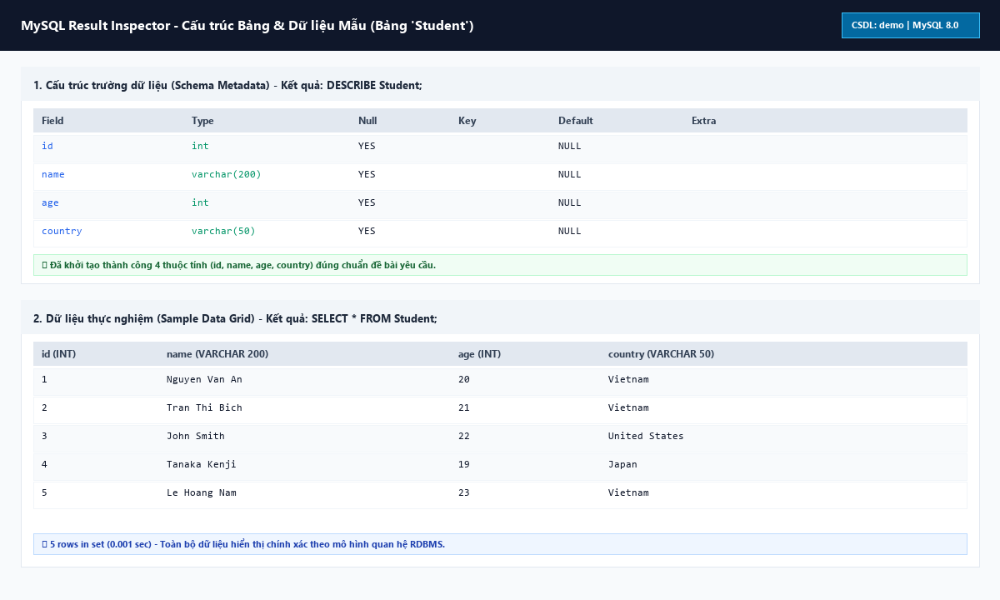 MySQL Result Inspector - Cấu trúc Bảng & Dữ liệu Mẫu (Bảng 'Student')
CSDL: demo | MySQL 8.0
1. Cấu trúc trường dữ liệu (Schema Metadata) - Kết quả: DESCRIBE Student;
Field Type Null Key Default Extra
id int YES NULL
name varchar(200) YES NULL
age int YES NULL
country varchar(50) YES NULL
Đã khởi tạo thành công 4 thuộc tính (id, name, age, country) đúng chuẩn đề bài yêu cầu.
2. Dữ liệu thực nghiệm (Sample Data Grid) - Kết quả: SELECT * FROM Student;
id (INT) name (VARCHAR 200) age (INT) country (VARCHAR 50)
1 Nguyen Van An 20 Vietnam
2 Tran Thi Bich 21 Vietnam
3 John Smith 22 United States
4 Tanaka Kenji 19 Japan
5 Le Hoang Nam 23 Vietnam
5 rows in set (0.001 sec) - Toàn bộ dữ liệu hiển thị chính xác theo mô hình quan hệ RDBMS.